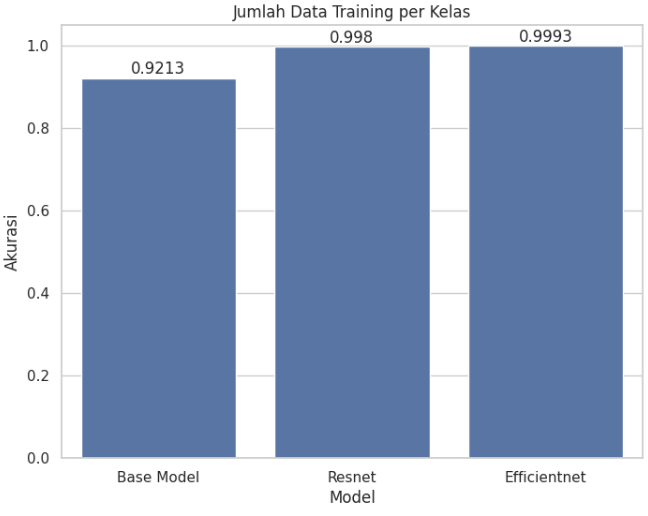 Jumlah Data Training per Kelas
1.0
0.8
0.6
0.4
0.2
0.0
Akurasi
0.9213
0.998
0.9993
Base Model
Resnet
Efficientnet
Model